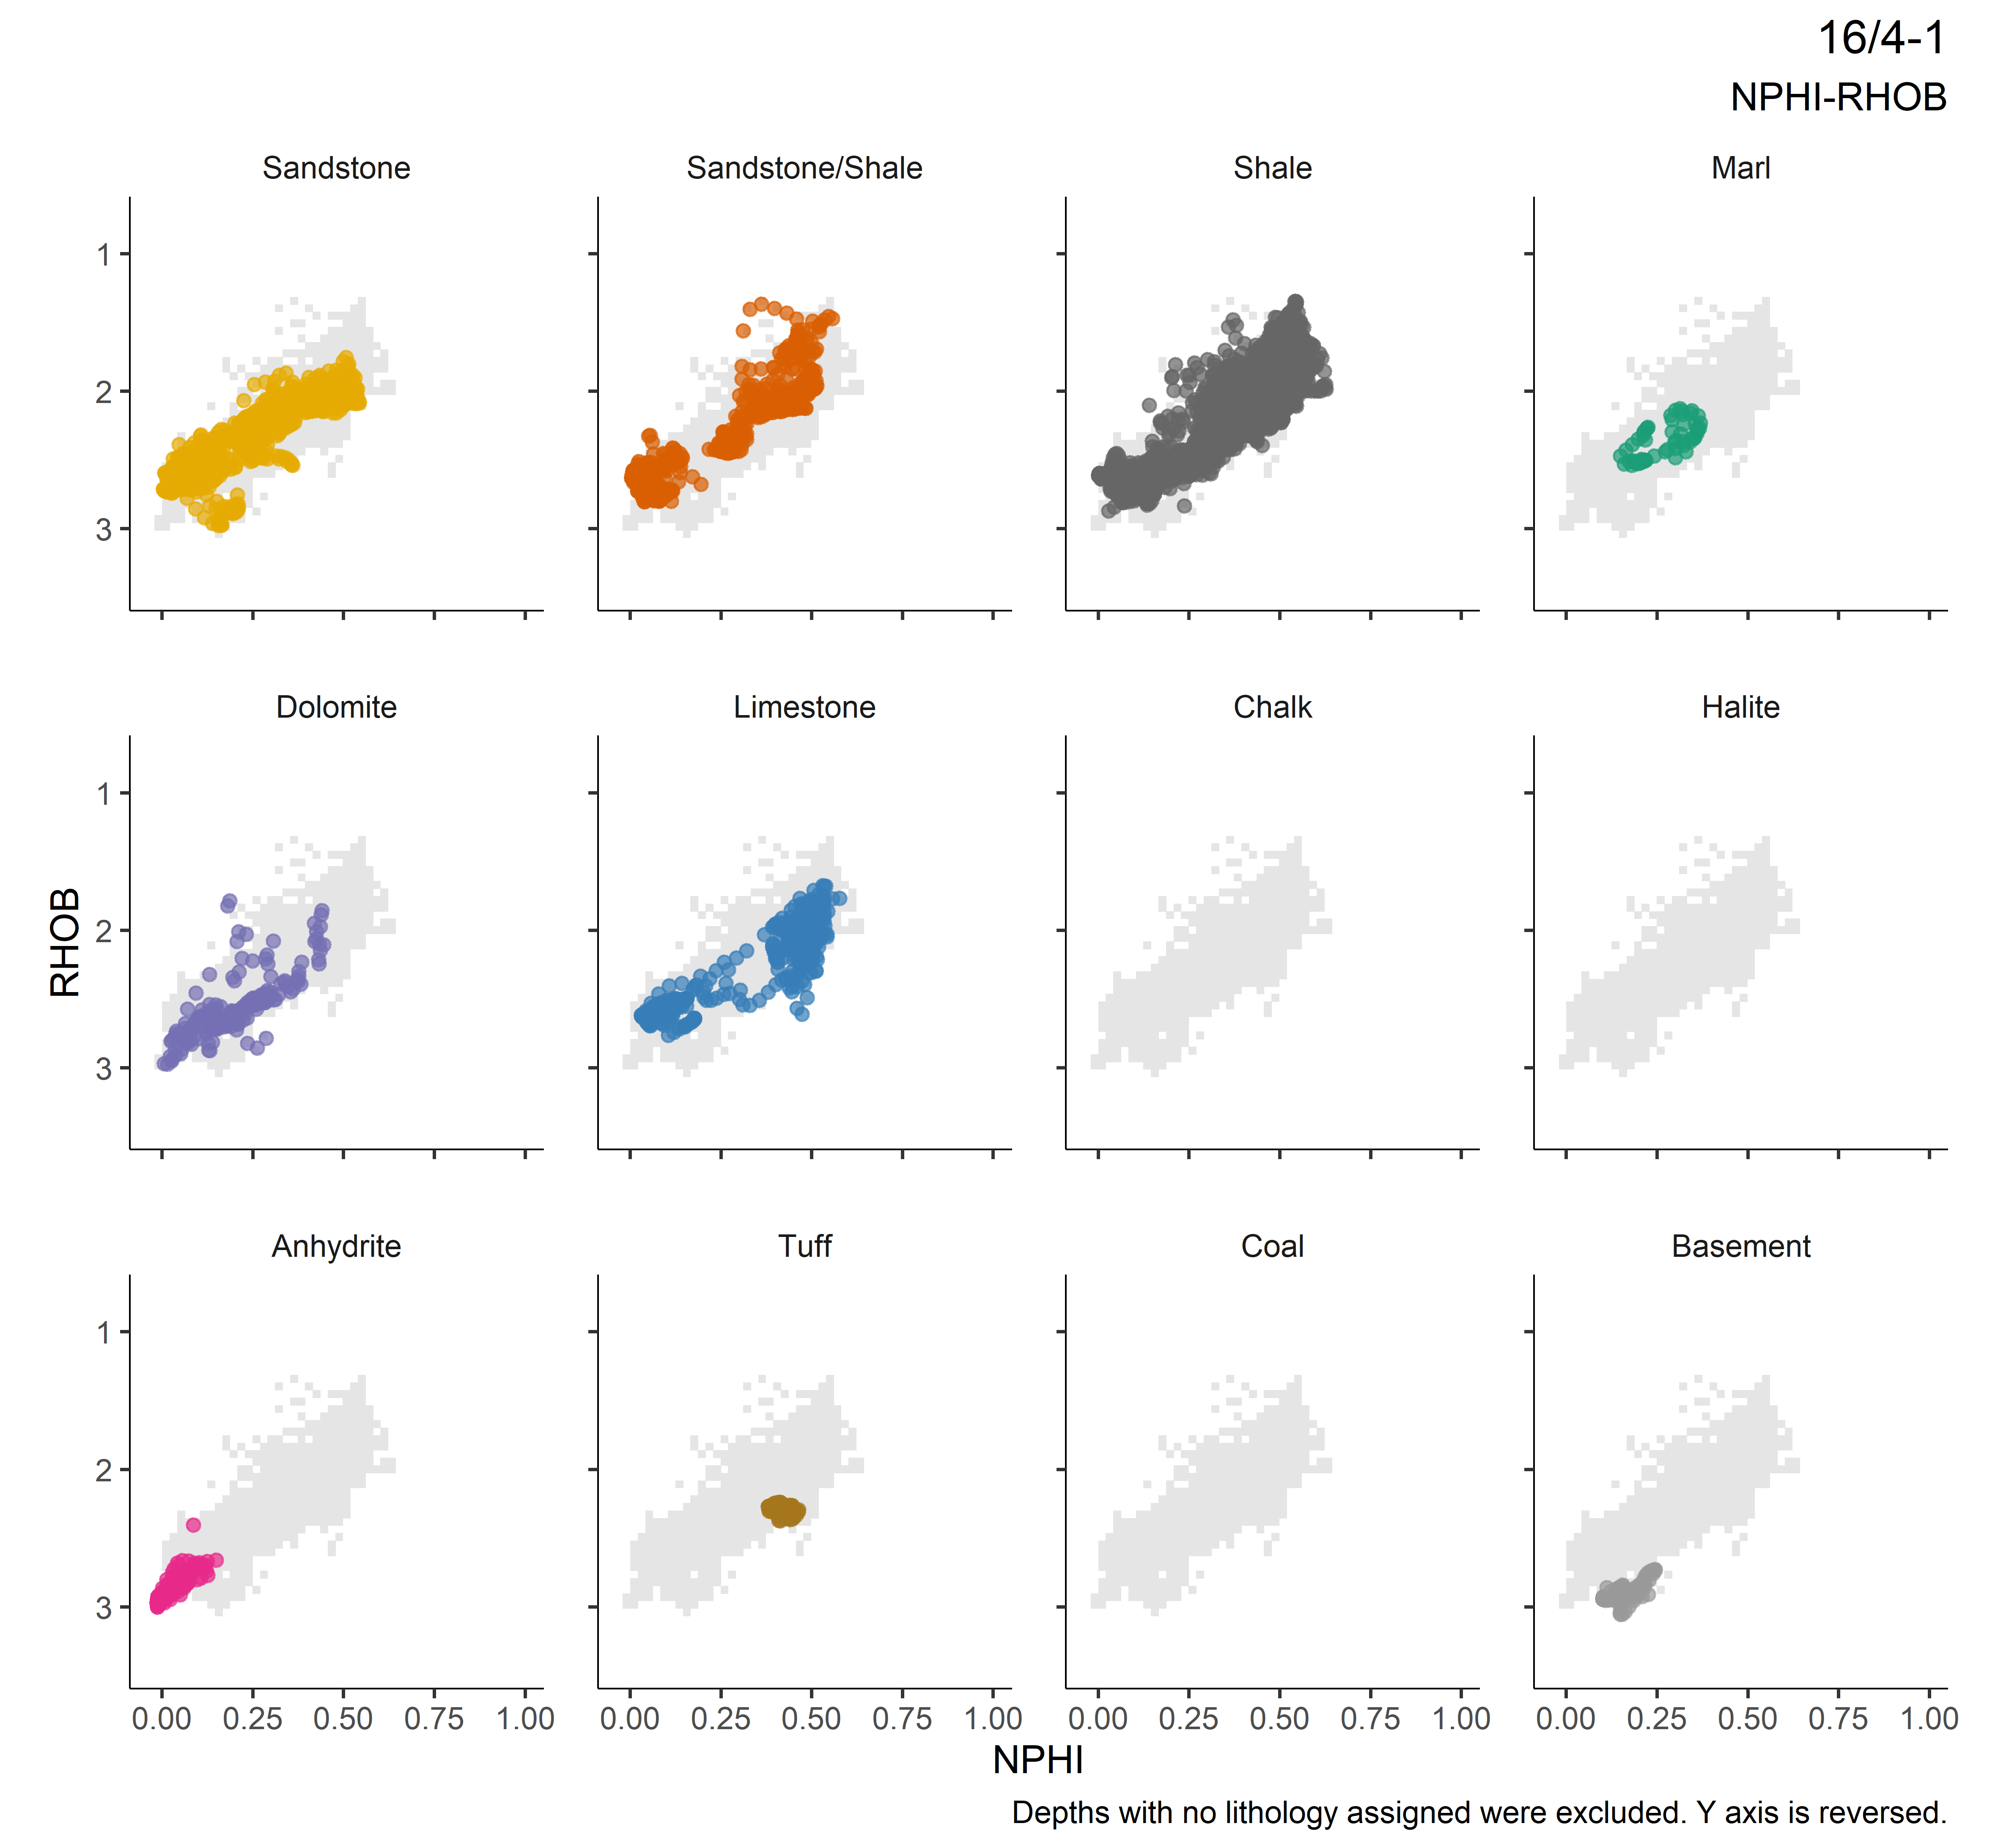 16/4-1
NPHI-RHOB
Sandstone
Sandstone/Shale
Shale
Marl
1
2
3
Dolomite
Limestone
Chalk
Halite
1
2
3
RHOB
Anhydrite
Tuff
Coal
Basement
1
2
3
0.00 0.25 0.50 0.75 1.00
0.00 0.25 0.50 0.75 1.00
0.00 0.25 0.50 0.75 1.00
0.00 0.25 0.50 0.75 1.00
NPHI
Depths with no lithology assigned were excluded. Y axis is reversed.